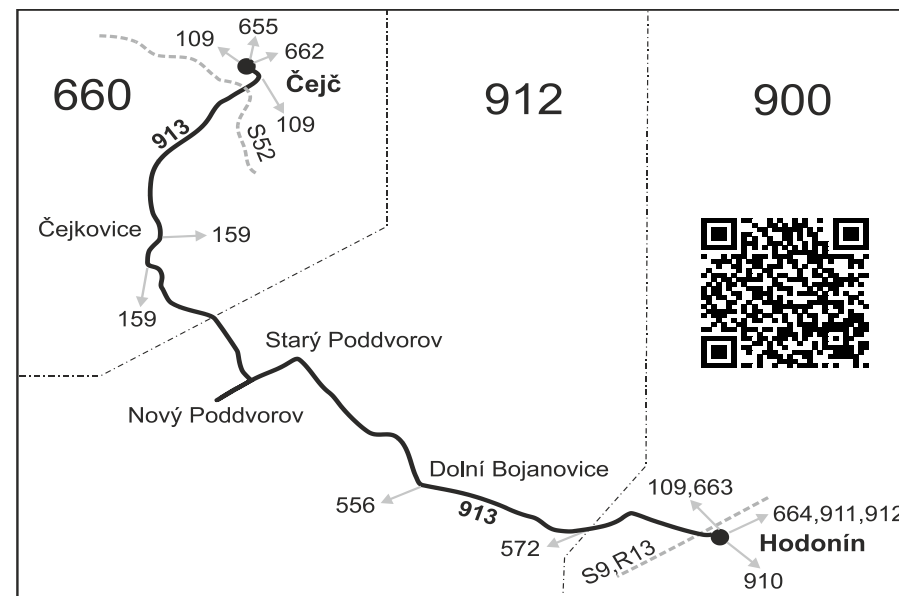 655
109
662
Čejč
660
912
900
109
913
S52
Čejkovice
159
159
Starý Poddvorov
Nový Poddvorov
Dolní Bojanovice
556
913
109,663
664,911,912
572
Hodonín
S9,R13
910